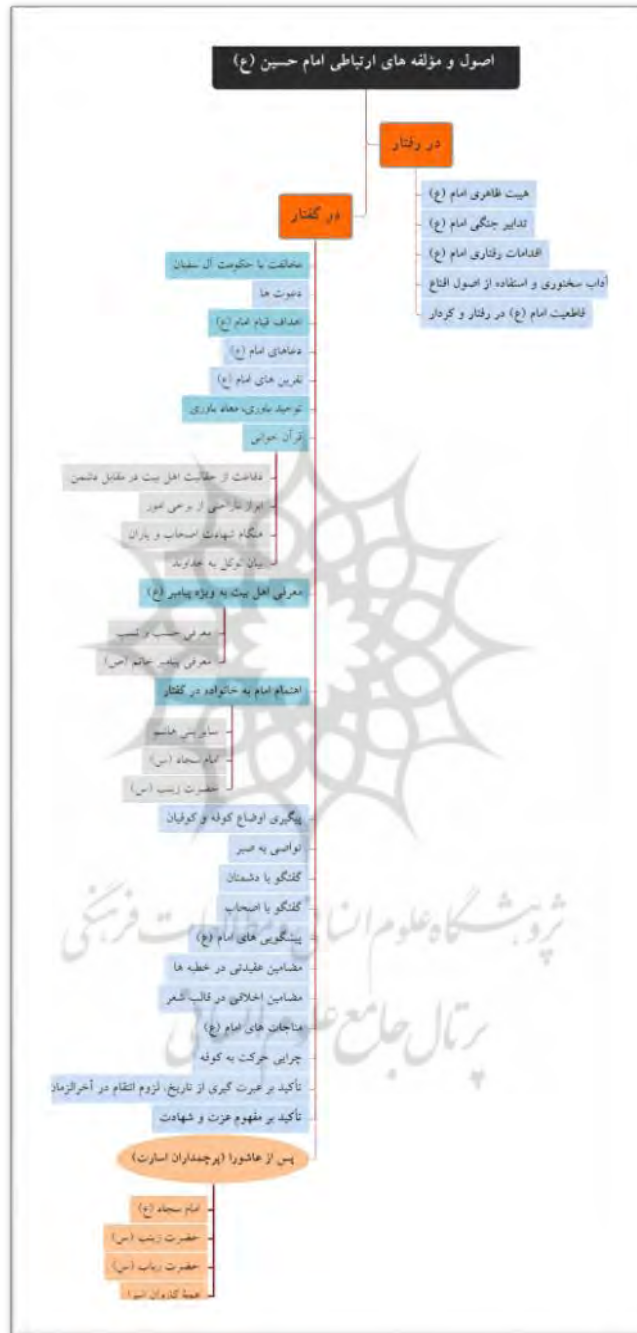 اصول و مؤلفه های ارتباطی امام حسین (ع)
در رفتار
هیبت ظاهری امام (ع)
تدابیر جنگی امام (ع)
اقدامات رفتاری امام (ع)
آداب سخنوری و استفاده از اصول اقناع
قاطعیت امام (ع) در رفتار و کردار
در گفتار
مخالفت با حکومت آل سفیان
دعوت ها
اهداف قیام امام (ع)
دعاهای امام (ع)
نفرین های امام (ع)
توحید باوری، معاد باوری
قرآن خوانی
دفاعت از حقانیت اهل بیت در مقابل دشمن
ابراز ناراحتی از برخی امور
هنگام شهادت اصحاب و یاران
بیان توکل به خداوند
معرفی اهل بیت به ویژه پیامبر (ع)
معرفی حسب و نسب
معرفی پیامبر خاتم (ص)
اهتمام امام به خانواده در گفتار
سایر بنی هاشم
امام سجاد (س)
حضرت زینب (س)
پیگیری اوضاع کوفه و کوفیان
تواصی به صبر
گفتگو با دشمنان
گفتگو با اصحاب
پیشگویی های امام (ع)
مضامین عقیدتی در خطبه ها
مضامین اخلاقی در قالب شعر
مناجات های امام (ع)
چرایی حرکت به کوفه
تأکید بر عبرت گیری از تاریخ، لزوم انتقام در آخرالزمان
تأکید بر مفهوم عزت و شهادت
پس از عاشورا (پرچمداران اسارت)
امام سجاد (ع)
حضرت زینب (س)
حضرت رباب (س)
همۀ کاروان اسرا
پژوهشگاه علوم انسانی و مطالعات فرهنگی
پرتال جامع علوم انسانی